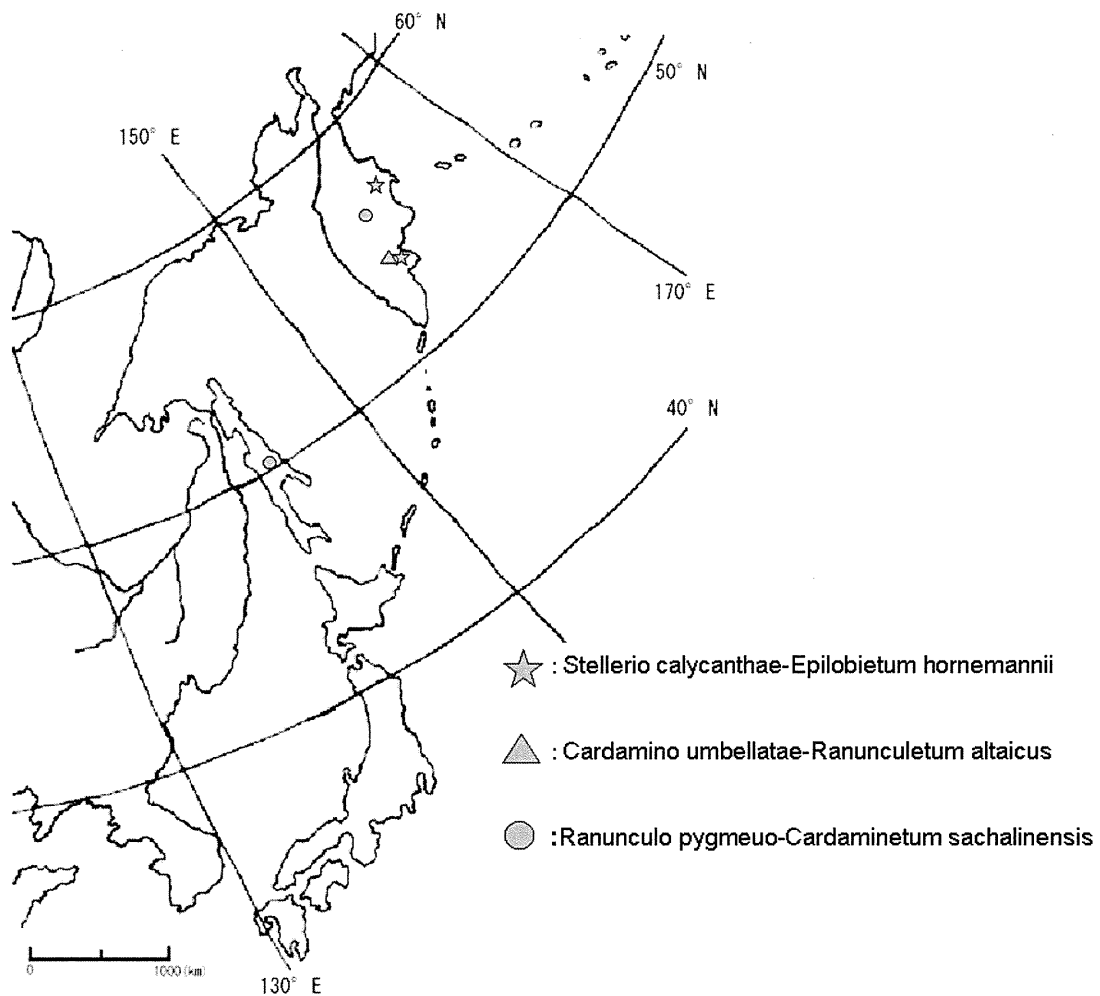 60° N
50° N
150° E
170° E
40° N
: Stellerio calycanthae-Epilobietum hornemannii
: Cardamino umbellatae-Ranunculetum altaicus
:Ranunculo pygmeuo-Cardaminetum sachalinensis
0 1000(km)
130° E